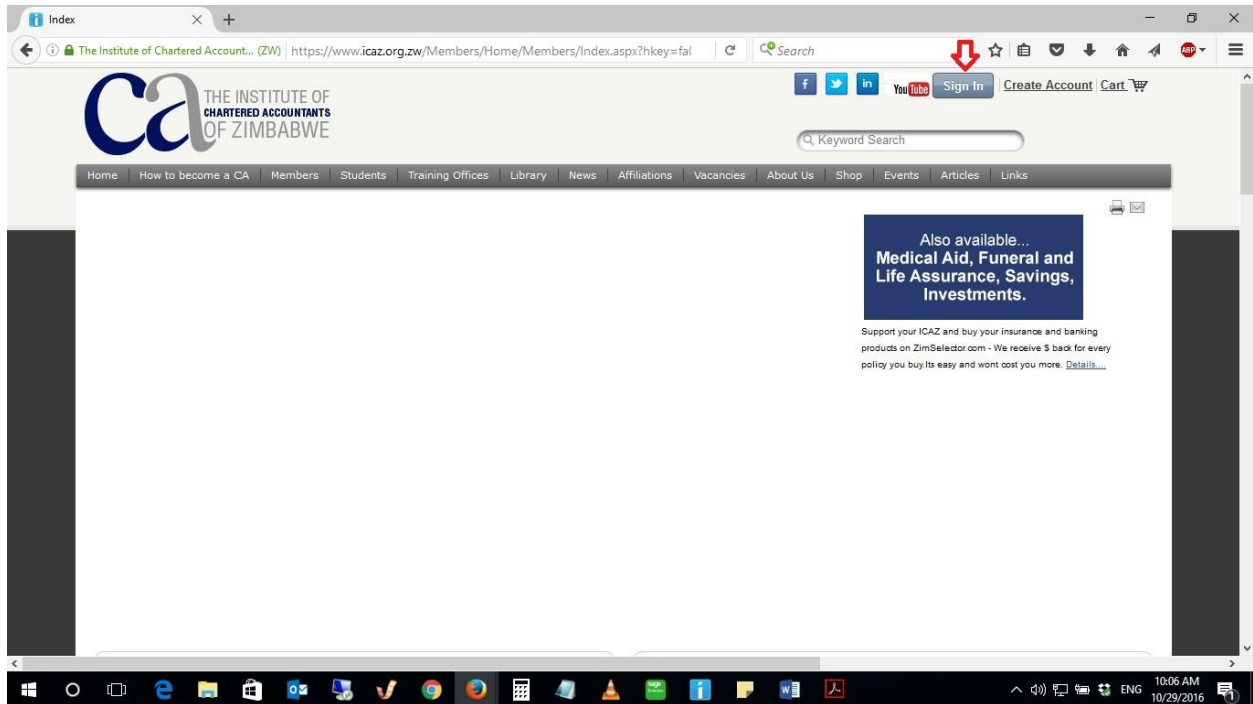 Index
The Institute of Chartered Account... (ZW) https://www.icaz.org.zw/Members/Home/Members/Index.aspx?hkey=fa
Search
ABP
ca
THE INSTITUTE OF
CHARTERED ACCOUNTANTS
OF ZIMBABWE
f in YouTube Sign In Create Account Cart
Keyword Search
Home How to become a CA Members Students Training Offices Library News Affiliations Vacancies About Us Shop Events Articles Links
Also available...
Medical Aid, Funeral and
Life Assurance, Savings,
Investments.
Support your ICAZ and buy your insurance and banking
products on ZimSelector.com - We receive $ back for every
policy you buy.Its easy and wont cost you more. Details....
ENG
10:06 AM
10/29/2016